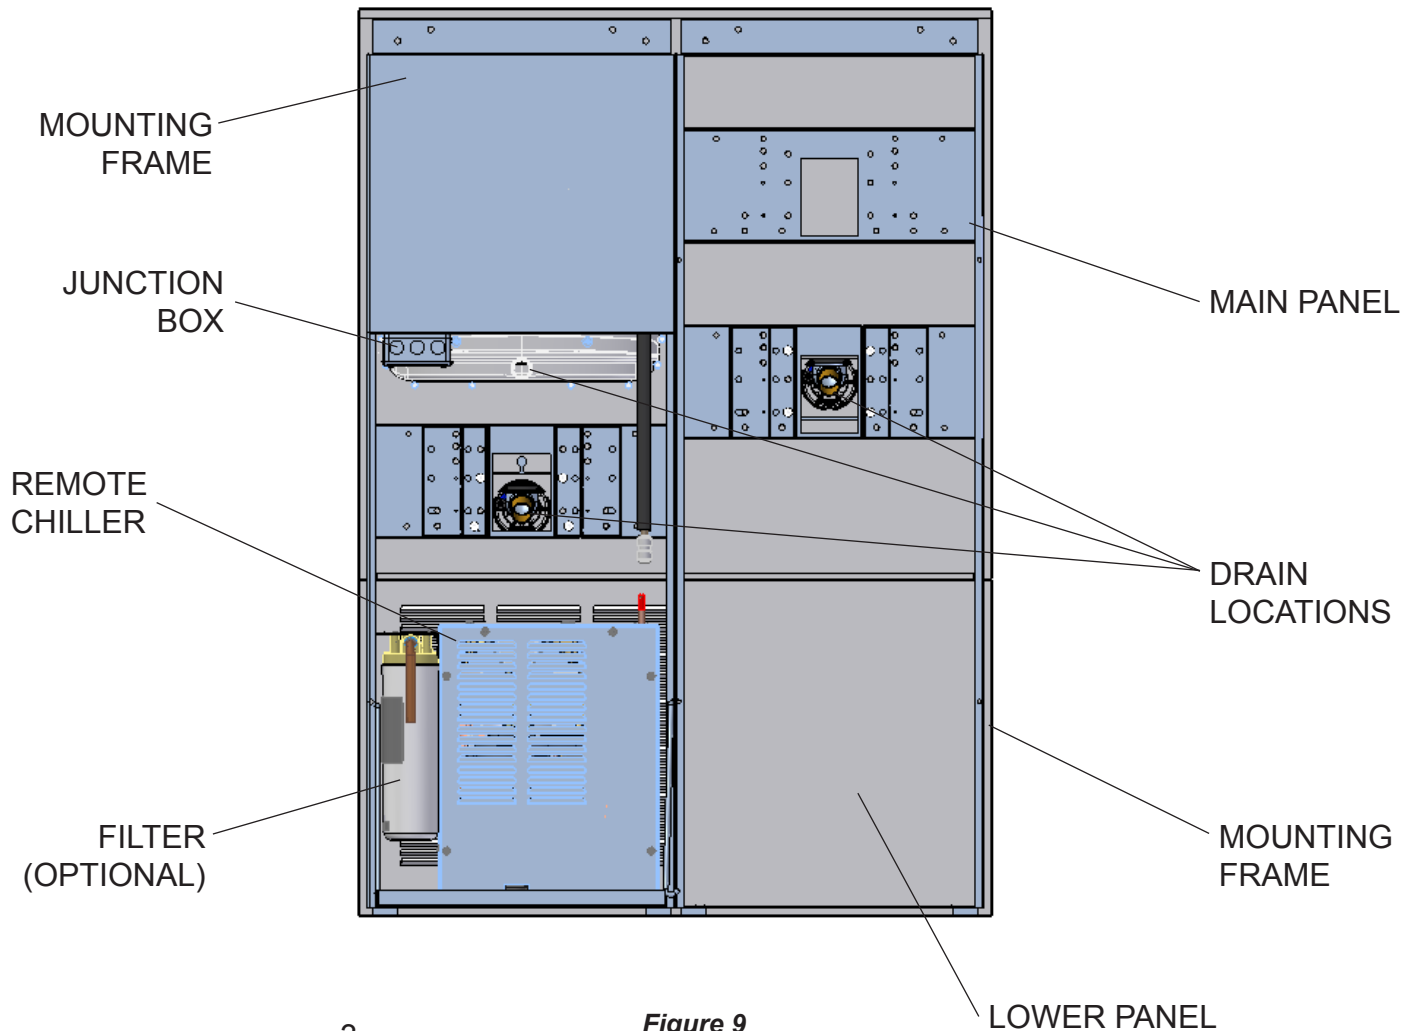 MOUNTING
FRAME
JUNCTION
BOX
MAIN PANEL
REMOTE
CHILLER
DRAIN
LOCATIONS
FILTER
(OPTIONAL)
MOUNTING
FRAME
LOWER PANEL
Figure 9